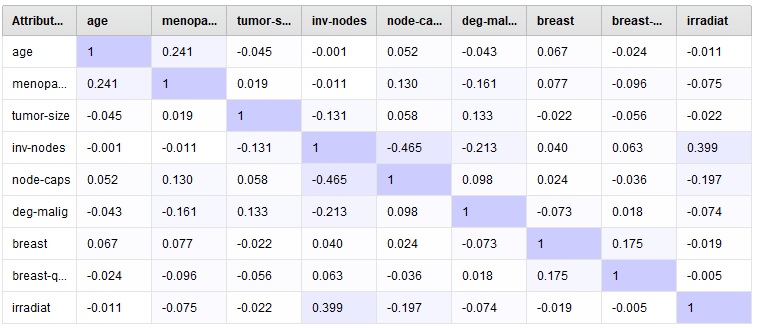 Attribut... age menopa... tumor-s... inv-nodes node-ca... deg-mal... breast breast-... irradiat
age 1 0.241 -0.045 -0.001 0.052 -0.043 0.067 -0.024 -0.011
menopa... 0.241 1 0.019 -0.011 0.130 -0.161 0.077 -0.096 -0.075
tumor-size -0.045 0.019 1 -0.131 0.058 0.133 -0.022 -0.056 -0.022
inv-nodes -0.001 -0.011 -0.131 1 -0.465 -0.213 0.040 0.063 0.399
node-caps 0.052 0.130 0.058 -0.465 1 0.098 0.024 -0.036 -0.197
deg-malig -0.043 -0.161 0.133 -0.213 0.098 1 -0.073 0.018 -0.074
breast 0.067 0.077 -0.022 0.040 0.024 -0.073 1 0.175 -0.019
breast-q... -0.024 -0.096 -0.056 0.063 -0.036 0.018 0.175 1 -0.005
irradiat -0.011 -0.075 -0.022 0.399 -0.197 -0.074 -0.019 -0.005 1